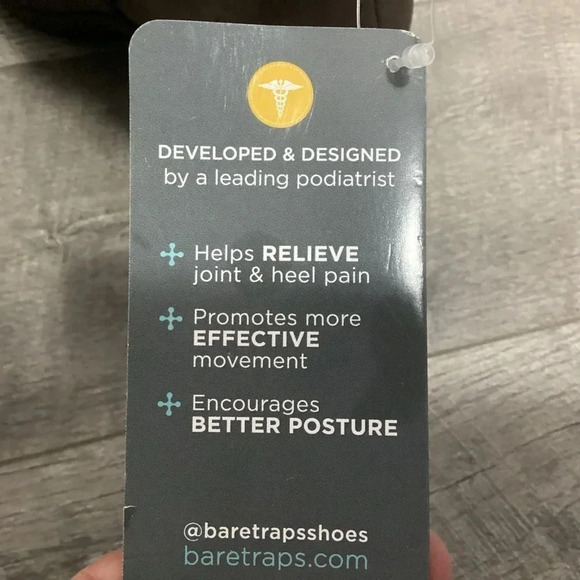 DEVELOPED & DESIGNED
by a leading podiatrist
Helps RELIEVE
joint & heel pain
Promotes more
EFFECTIVE
movement
Encourages
BETTER POSTURE
@baretrapsshoes
baretraps.com